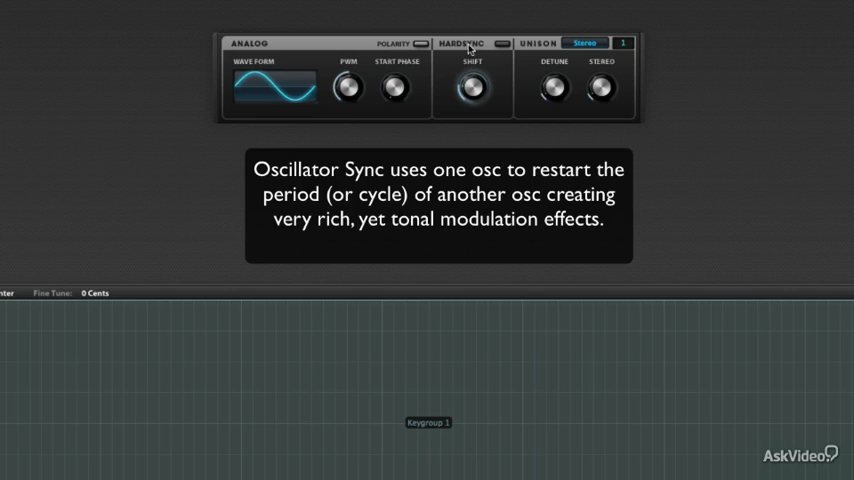 ANALOG POLARITY HARDSYNC UNISON Stereo 1
WAVE FORM PWM START PHASE SHIFT DETUNE STEREO
Oscillator Sync uses one osc to restart the
period (or cycle) of another osc creating
very rich, yet tonal modulation effects.
nter Fine Tune: 0 Cents
Keygroup 1
AskVideo